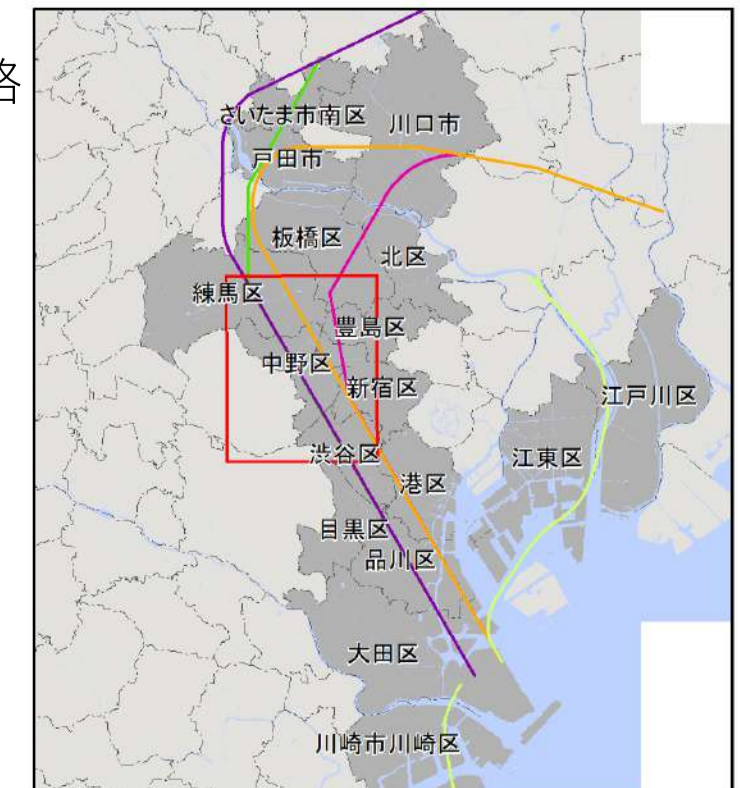 路
さいたま市南区
川口市
戸田市
板橋区
北区
練馬区
豊島区
中野区
新宿区
江戸川区
渋谷区
江東区
港区
目黒区
品川区
大田区
川崎市川崎区